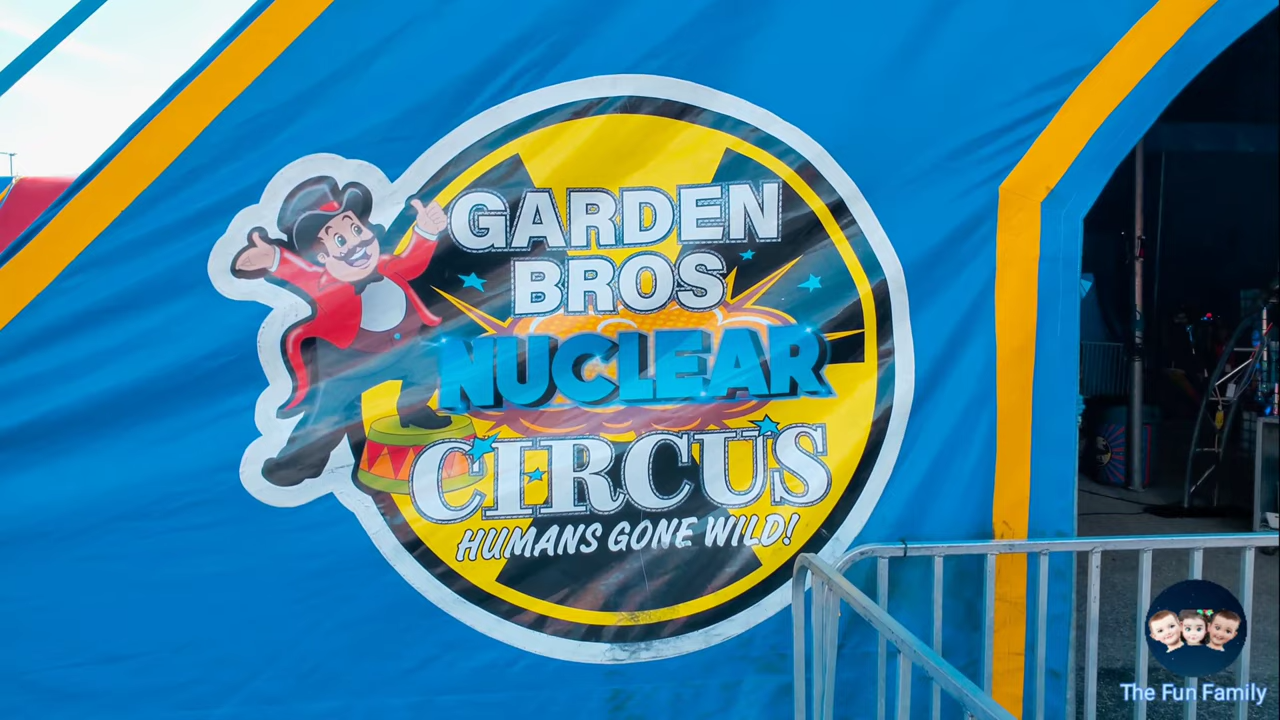 GARDEN
BROS
NUCLEAR
CIRCUS
HUMANS GONE WILD!
The Fun Family